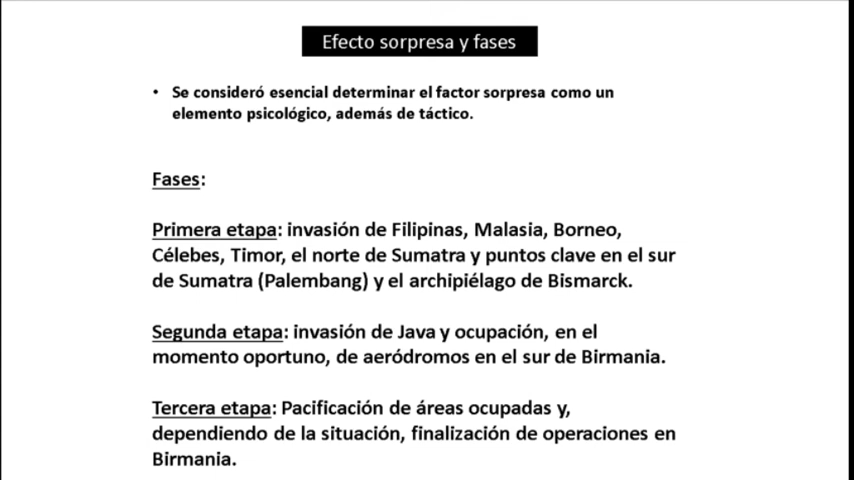 Efecto sorpresa y fases
• Se consideró esencial determinar el factor sorpresa como un
elemento psicológico, además de táctico.
Fases:
Primera etapa: invasión de Filipinas, Malasia, Borneo,
Célebes, Timor, el norte de Sumatra y puntos clave en el sur
de Sumatra (Palembang) y el archipiélago de Bismarck.
Segunda etapa: invasión de Java y ocupación, en el
momento oportuno, de aeródromos en el sur de Birmania.
Tercera etapa: Pacificación de áreas ocupadas y,
dependiendo de la situación, finalización de operaciones en
Birmania.